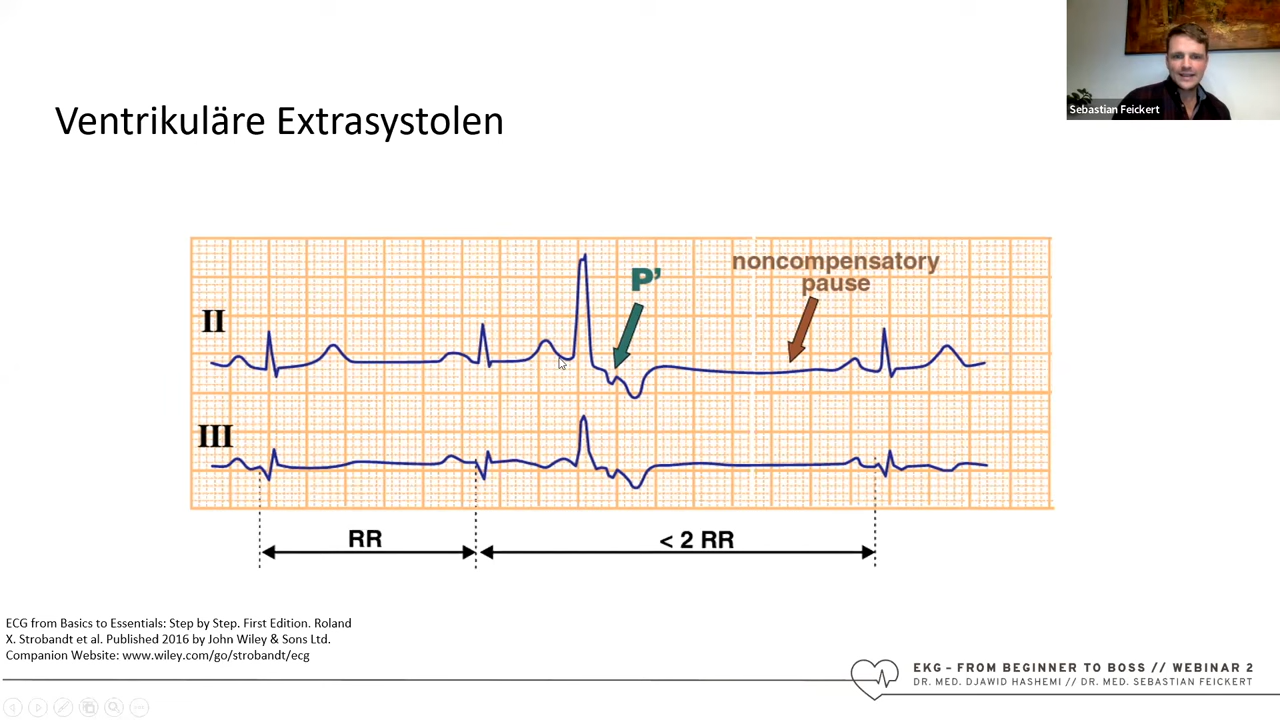 Sebastian Feickert
Ventrikuläre Extrasystolen
P’
noncompensatory
pause
II
III
RR
< 2 RR
ECG from Basics to Essentials: Step by Step. First Edition. Roland
X. Strobandt et al. Published 2016 by John Wiley & Sons Ltd.
Companion Website: www.wiley.com/go/strobandt/ecg
EKG – FROM BEGINNER TO BOSS // WEBINAR 2
DR. MED. DJAWID HASHEMI // DR. MED. SEBASTIAN FEICKERT